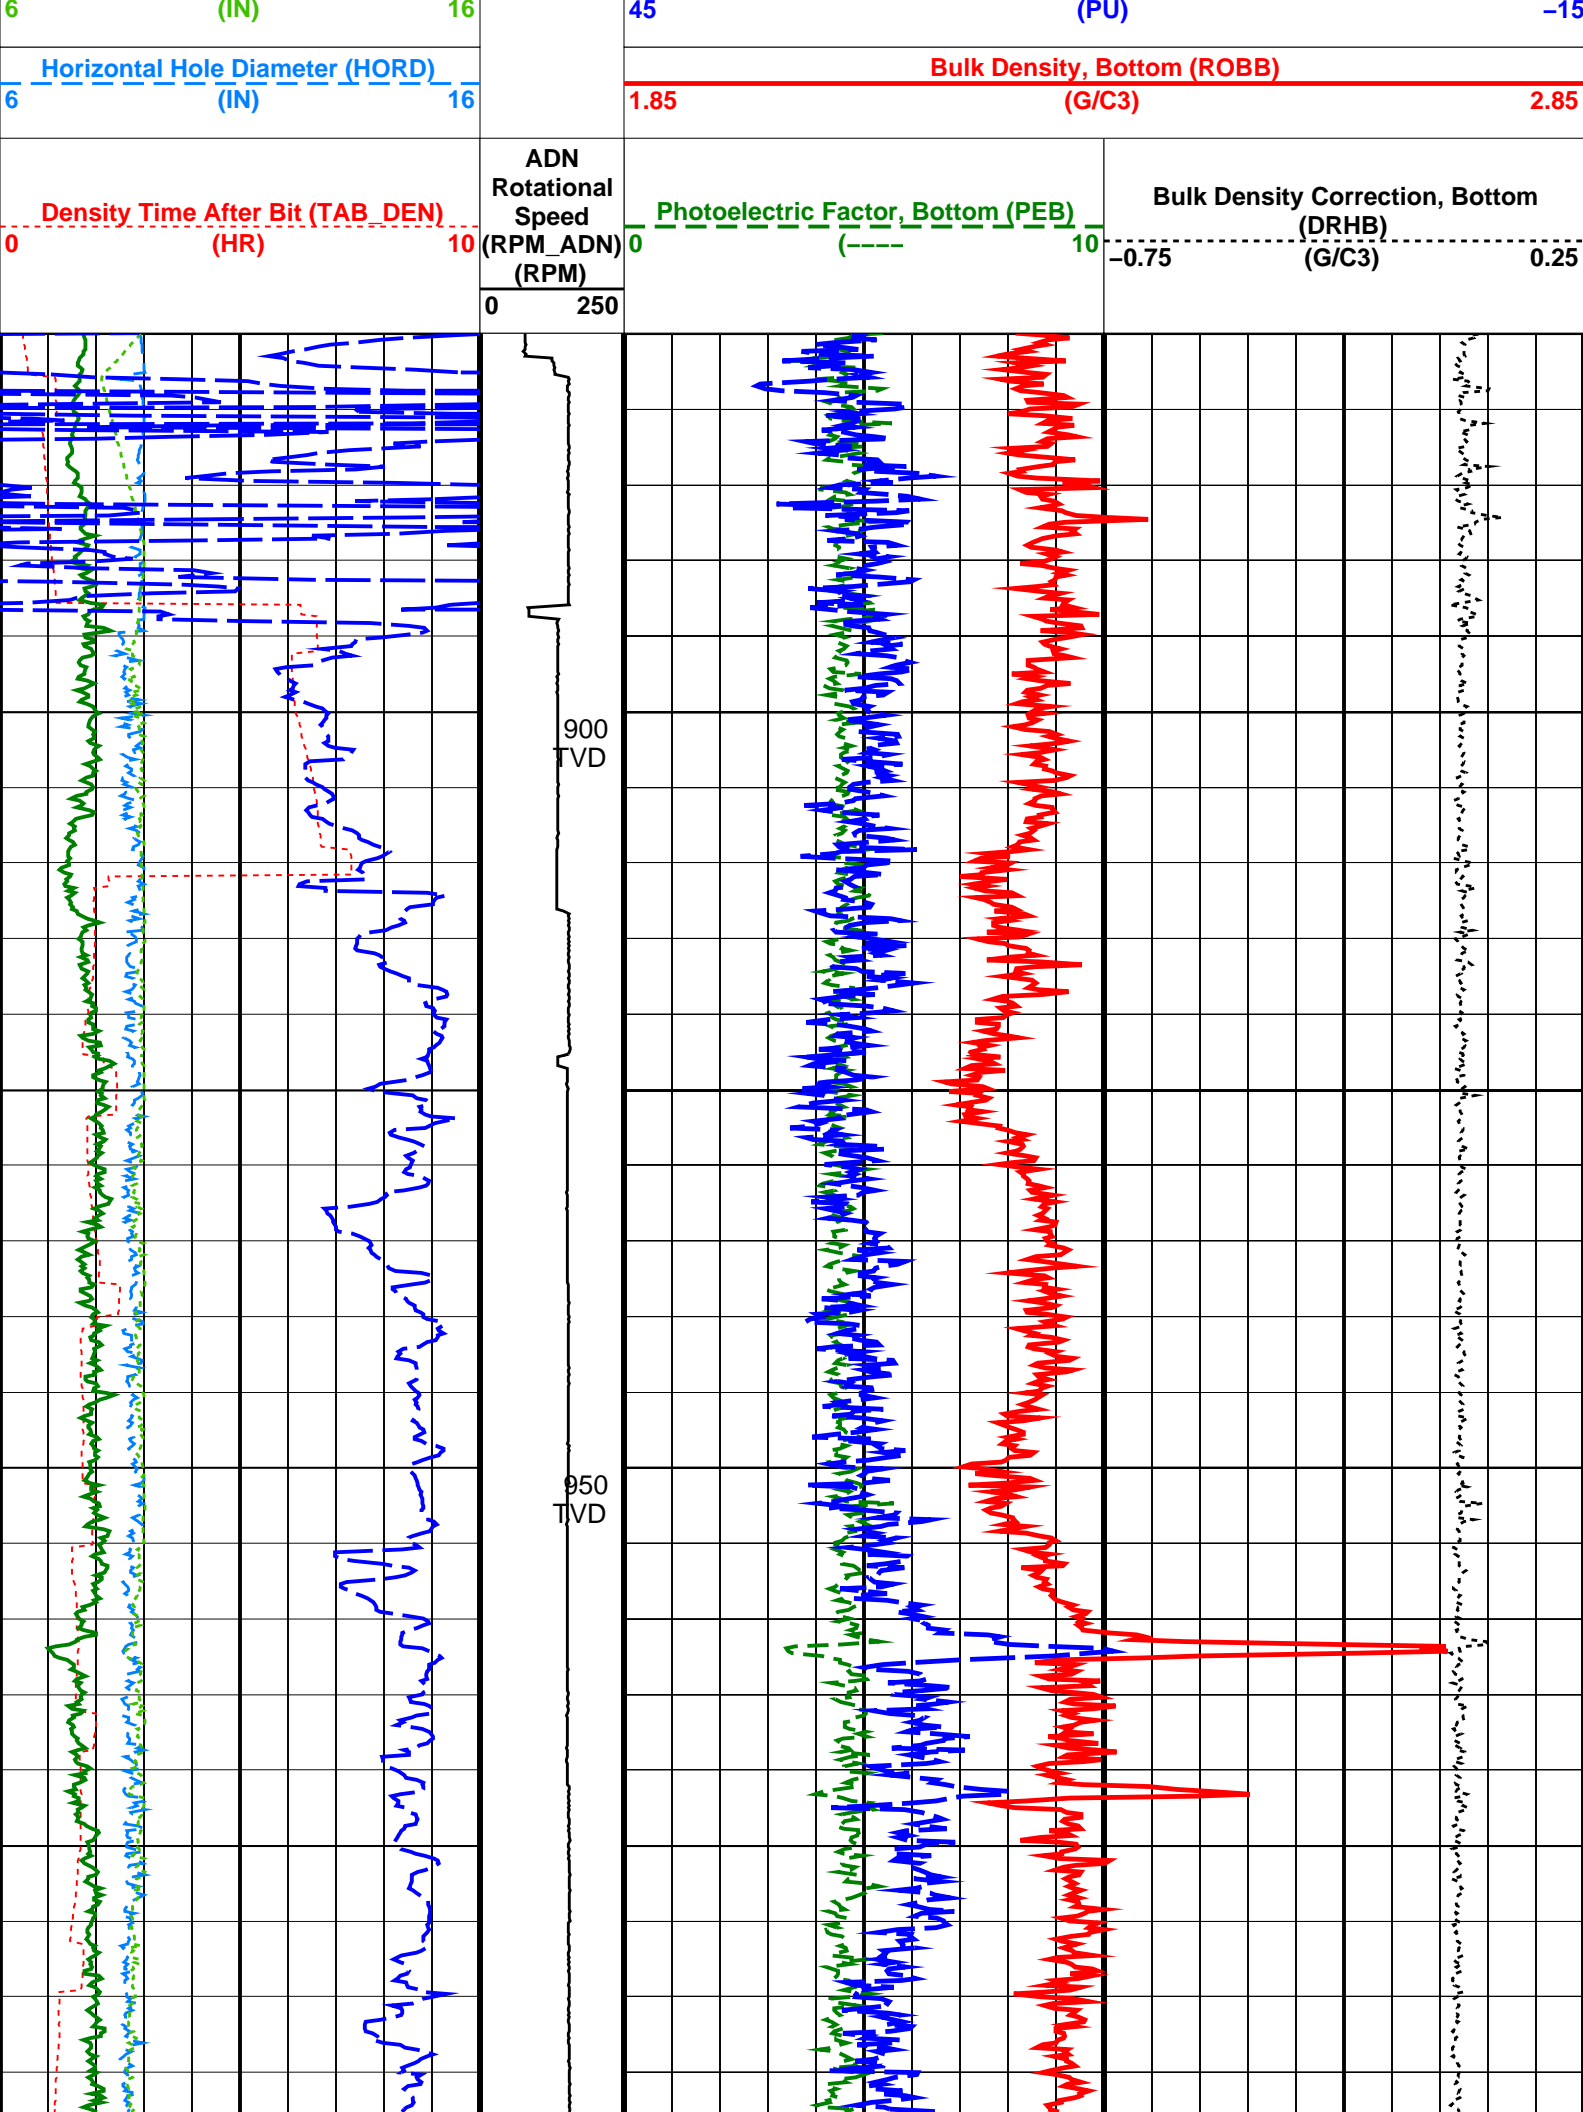 6 (IN) 16
45 (PU) −15
Horizontal Hole Diameter (HORD)
6 (IN) 16
Bulk Density, Bottom (ROBB)
1.85 (G/C3) 2.85
Density Time After Bit (TAB_DEN)
0 (HR) 10
ADN
Rotational
Speed
(RPM_ADN)
(RPM)
0 250
Photoelectric Factor, Bottom (PEB)
0 (−−−− 10
Bulk Density Correction, Bottom
(DRHB)
−0.75 (G/C3) 0.25
900
TVD
950
TVD